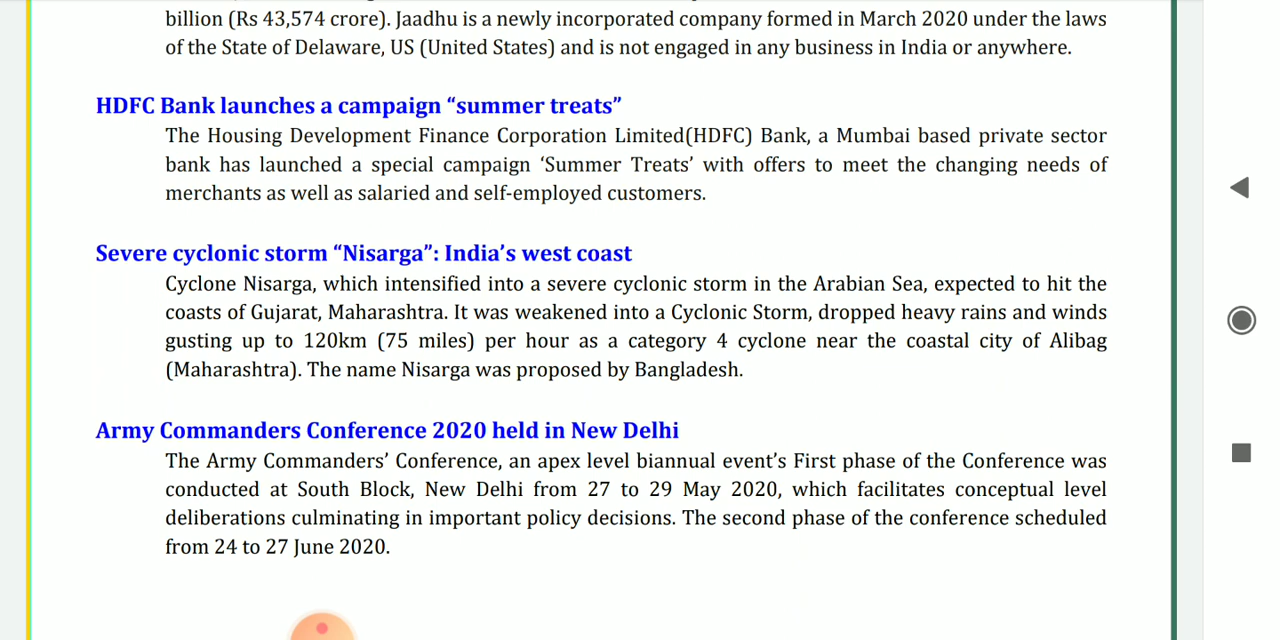 billion (Rs 43,574 crore). Jaadhu is a newly incorporated company formed in March 2020 under the laws
of the State of Delaware, US (United States) and is not engaged in any business in India or anywhere.
HDFC Bank launches a campaign “summer treats”
The Housing Development Finance Corporation Limited(HDFC) Bank, a Mumbai based private sector
bank has launched a special campaign ‘Summer Treats’ with offers to meet the changing needs of
merchants as well as salaried and self-employed customers.
Severe cyclonic storm “Nisarga”: India’s west coast
Cyclone Nisarga, which intensified into a severe cyclonic storm in the Arabian Sea, expected to hit the
coasts of Gujarat, Maharashtra. It was weakened into a Cyclonic Storm, dropped heavy rains and winds
gusting up to 120km (75 miles) per hour as a category 4 cyclone near the coastal city of Alibag
(Maharashtra). The name Nisarga was proposed by Bangladesh.
Army Commanders Conference 2020 held in New Delhi
The Army Commanders’ Conference, an apex level biannual event’s First phase of the Conference was
conducted at South Block, New Delhi from 27 to 29 May 2020, which facilitates conceptual level
deliberations culminating in important policy decisions. The second phase of the conference scheduled
from 24 to 27 June 2020.